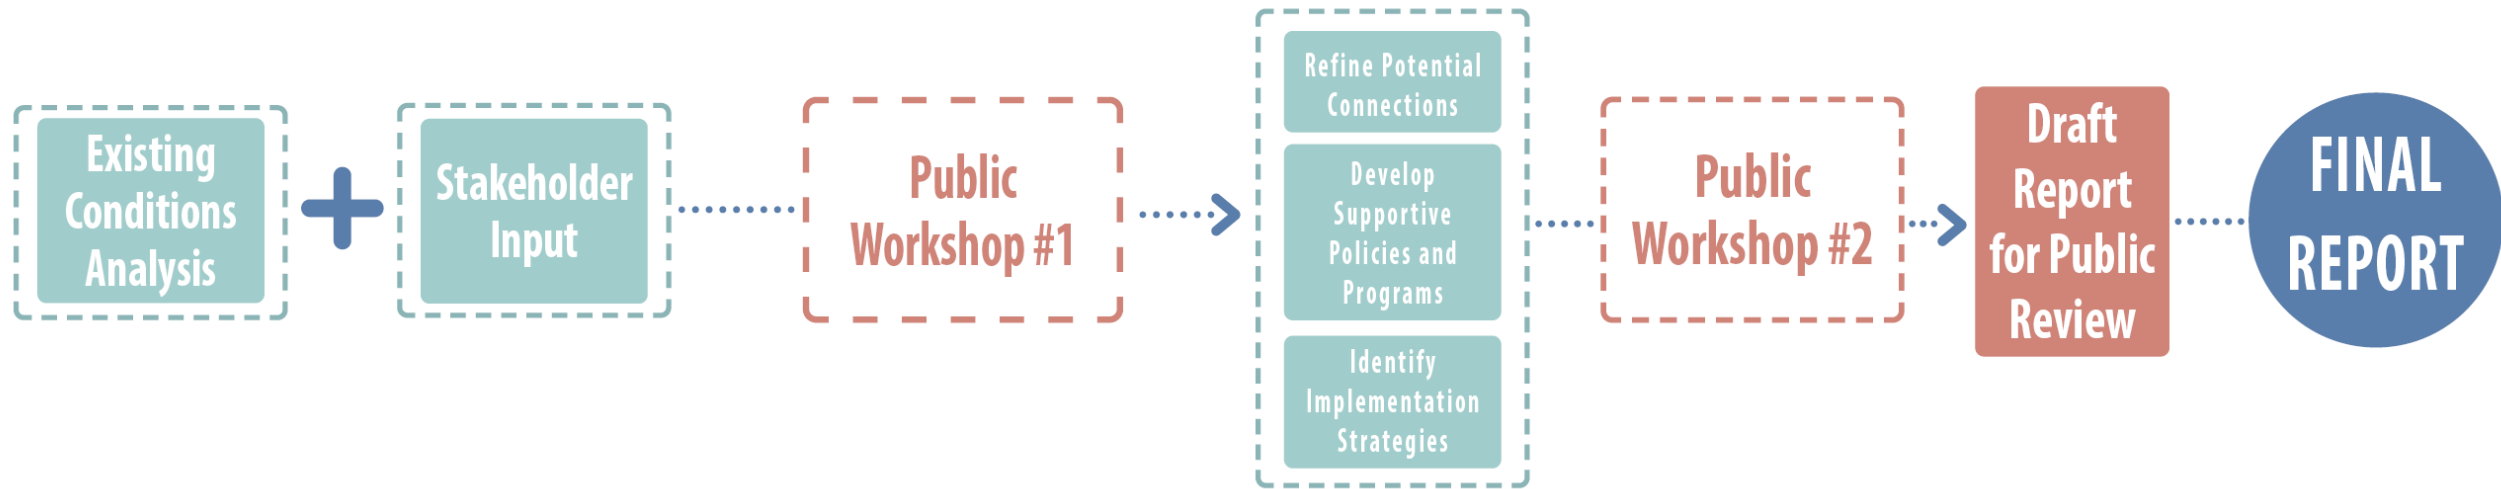 Existing
Conditions
Analysis
Stakeholder
Input
Public
Workshop #1
Refine Potential
Connections
Develop
Supportive
Policies and
Programs
Identify
Implementation
Strategies
Public
Workshop #2
Draft
Report
for Public
Review
FINAL
REPORT